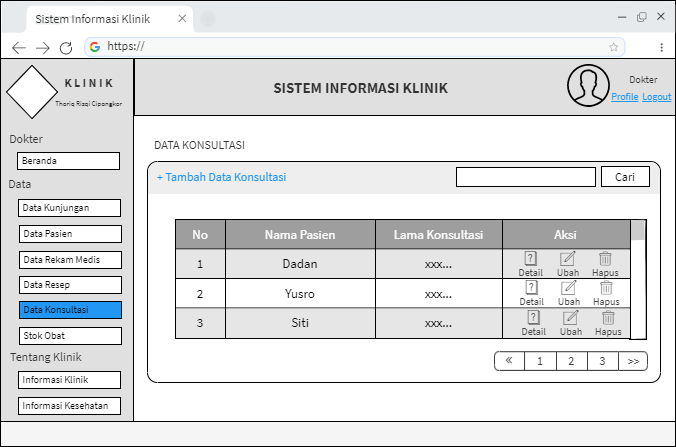 Sistem Informasi Klinik
https://
KLINIK
Thoriq Rizqi Cipongkor
SISTEM INFORMASI KLINIK
Dokter
Profile Logout
Dokter
Beranda
Data
Data Kunjungan
Data Pasien
Data Rekam Medis
Data Resep
Data Konsultasi
Stok Obat
Tentang Klinik
Informasi Klinik
Informasi Kesehatan
DATA KONSULTASI
+ Tambah Data Konsultasi
Cari
No Nama Pasien Lama Konsultasi Aksi
1 Dadan xxx... Detail Ubah Hapus
2 Yusro xxx... Detail Ubah Hapus
3 Siti xxx... Detail Ubah Hapus
« 1 2 3 >>